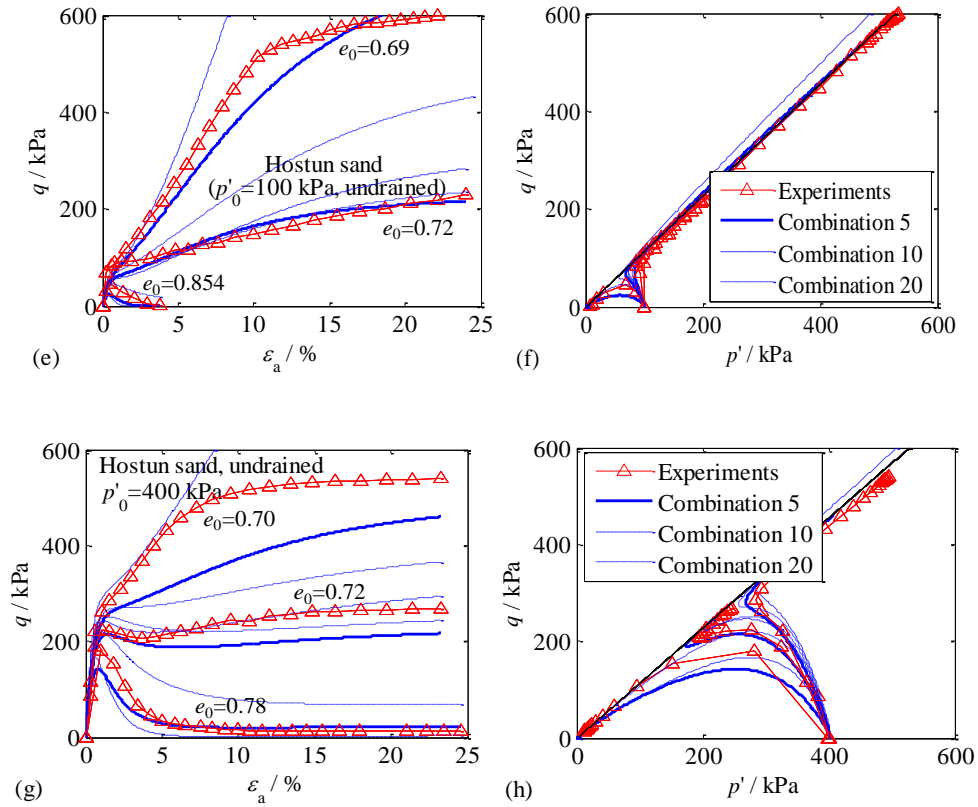 600
400
200
0
q / kPa
e0=0.69
Hostun sand
(p'0=100 kPa, undrained)
e0=0.72
e0=0.854
0 5 10 15 20 25
εa / %
(e)
600
400
200
0
q / kPa
Experiments
Combination 5
Combination 10
Combination 20
0 200 400 600
p' / kPa
(f)
600
400
200
0
q / kPa
Hostun sand, undrained
p'0=400 kPa
e0=0.70
e0=0.72
e0=0.78
0 5 10 15 20 25
εa / %
(g)
600
400
200
0
q / kPa
Experiments
Combination 5
Combination 10
Combination 20
0 200 400 600
p' / kPa
(h)